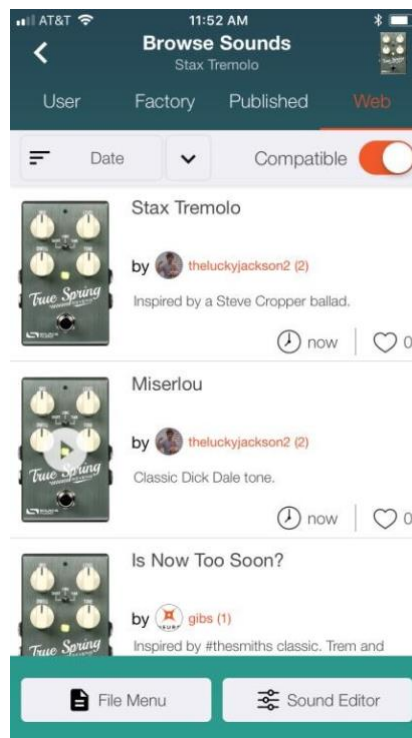 AT&T 11:52 AM
Browse Sounds
Stax Tremolo
User Factory Published Web
Date Compatible
Stax Tremolo
by theluckyjackson2 (2)
True Spring
Inspired by a Steve Cropper ballad.
now 0
Miserlou
by theluckyjackson2 (2)
True Spring
Classic Dick Dale tone.
now 0
Is Now Too Soon?
by gibs (1)
True Spring
Inspired by #thesmiths classic. Trem and
File Menu Sound Editor